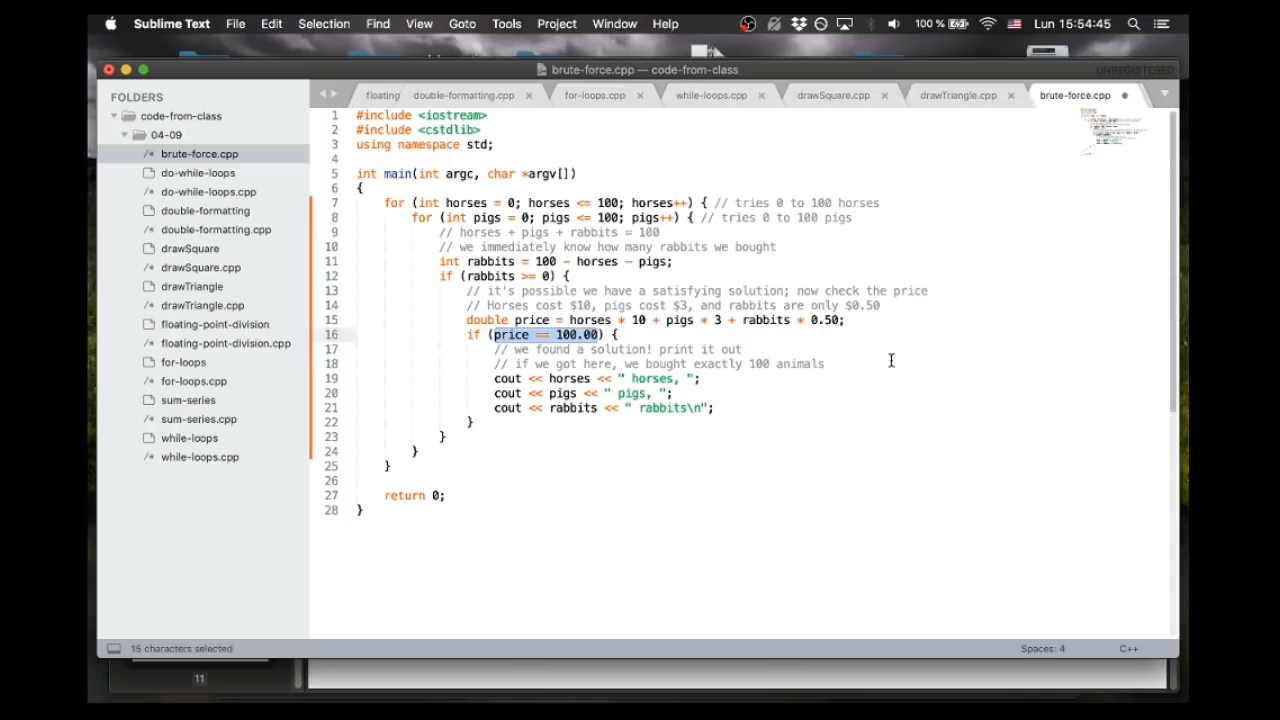 Sublime Text File Edit Selection Find View Goto Tools Project Window Help 100 % Lun 15:54:45
brute-force.cpp — code-from-class UNREGISTERED
FOLDERS
code-from-class
04-09
brute-force.cpp
do-while-loops
do-while-loops.cpp
double-formatting
double-formatting.cpp
drawSquare
drawSquare.cpp
drawTriangle
drawTriangle.cpp
floating-point-division
floating-point-division.cpp
for-loops
for-loops.cpp
sum-series
sum-series.cpp
while-loops
while-loops.cpp
floating double-formatting.cpp × for-loops.cpp × while-loops.cpp × drawSquare.cpp × drawTriangle.cpp × brute-force.cpp
1 #include <iostream>
2 #include <cstdlib>
3 using namespace std;
4
5 int main(int argc, char *argv[])
6 {
7 for (int horses = 0; horses <= 100; horses++) { // tries 0 to 100 horses
8 for (int pigs = 0; pigs <= 100; pigs++) { // tries 0 to 100 pigs
9 // horses + pigs + rabbits = 100
10 // we immediately know how many rabbits we bought
11 int rabbits = 100 - horses - pigs;
12 if (rabbits >= 0) {
13 // it's possible we have a satisfying solution; now check the price
14 // Horses cost $10, pigs cost $3, and rabbits are only $0.50
15 double price = horses * 10 + pigs * 3 + rabbits * 0.50;
16 if (price == 100.00) {
17 // we found a solution! print it out
18 // if we got here, we bought exactly 100 animals
19 cout << horses << " horses, ";
20 cout << pigs << " pigs, ";
21 cout << rabbits << " rabbits\n";
22 }
23 }
24 }
25 }
26
27 return 0;
28 }
15 characters selected Spaces: 4 C++
11